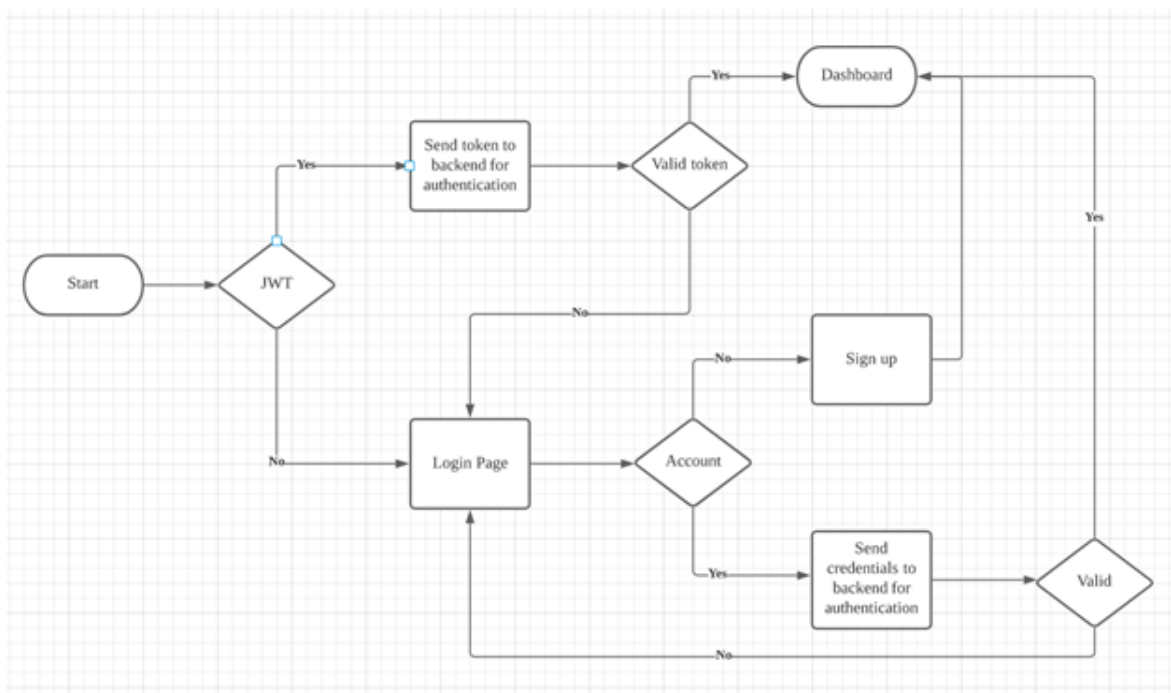 Yes
Dashboard
Send token to
backend for
authentication
Valid token
Yes
Yes
Start
JWT
No
No
Sign up
No
Login Page
Account
Send
credentials to
backend for
authentication
Yes
Valid
No